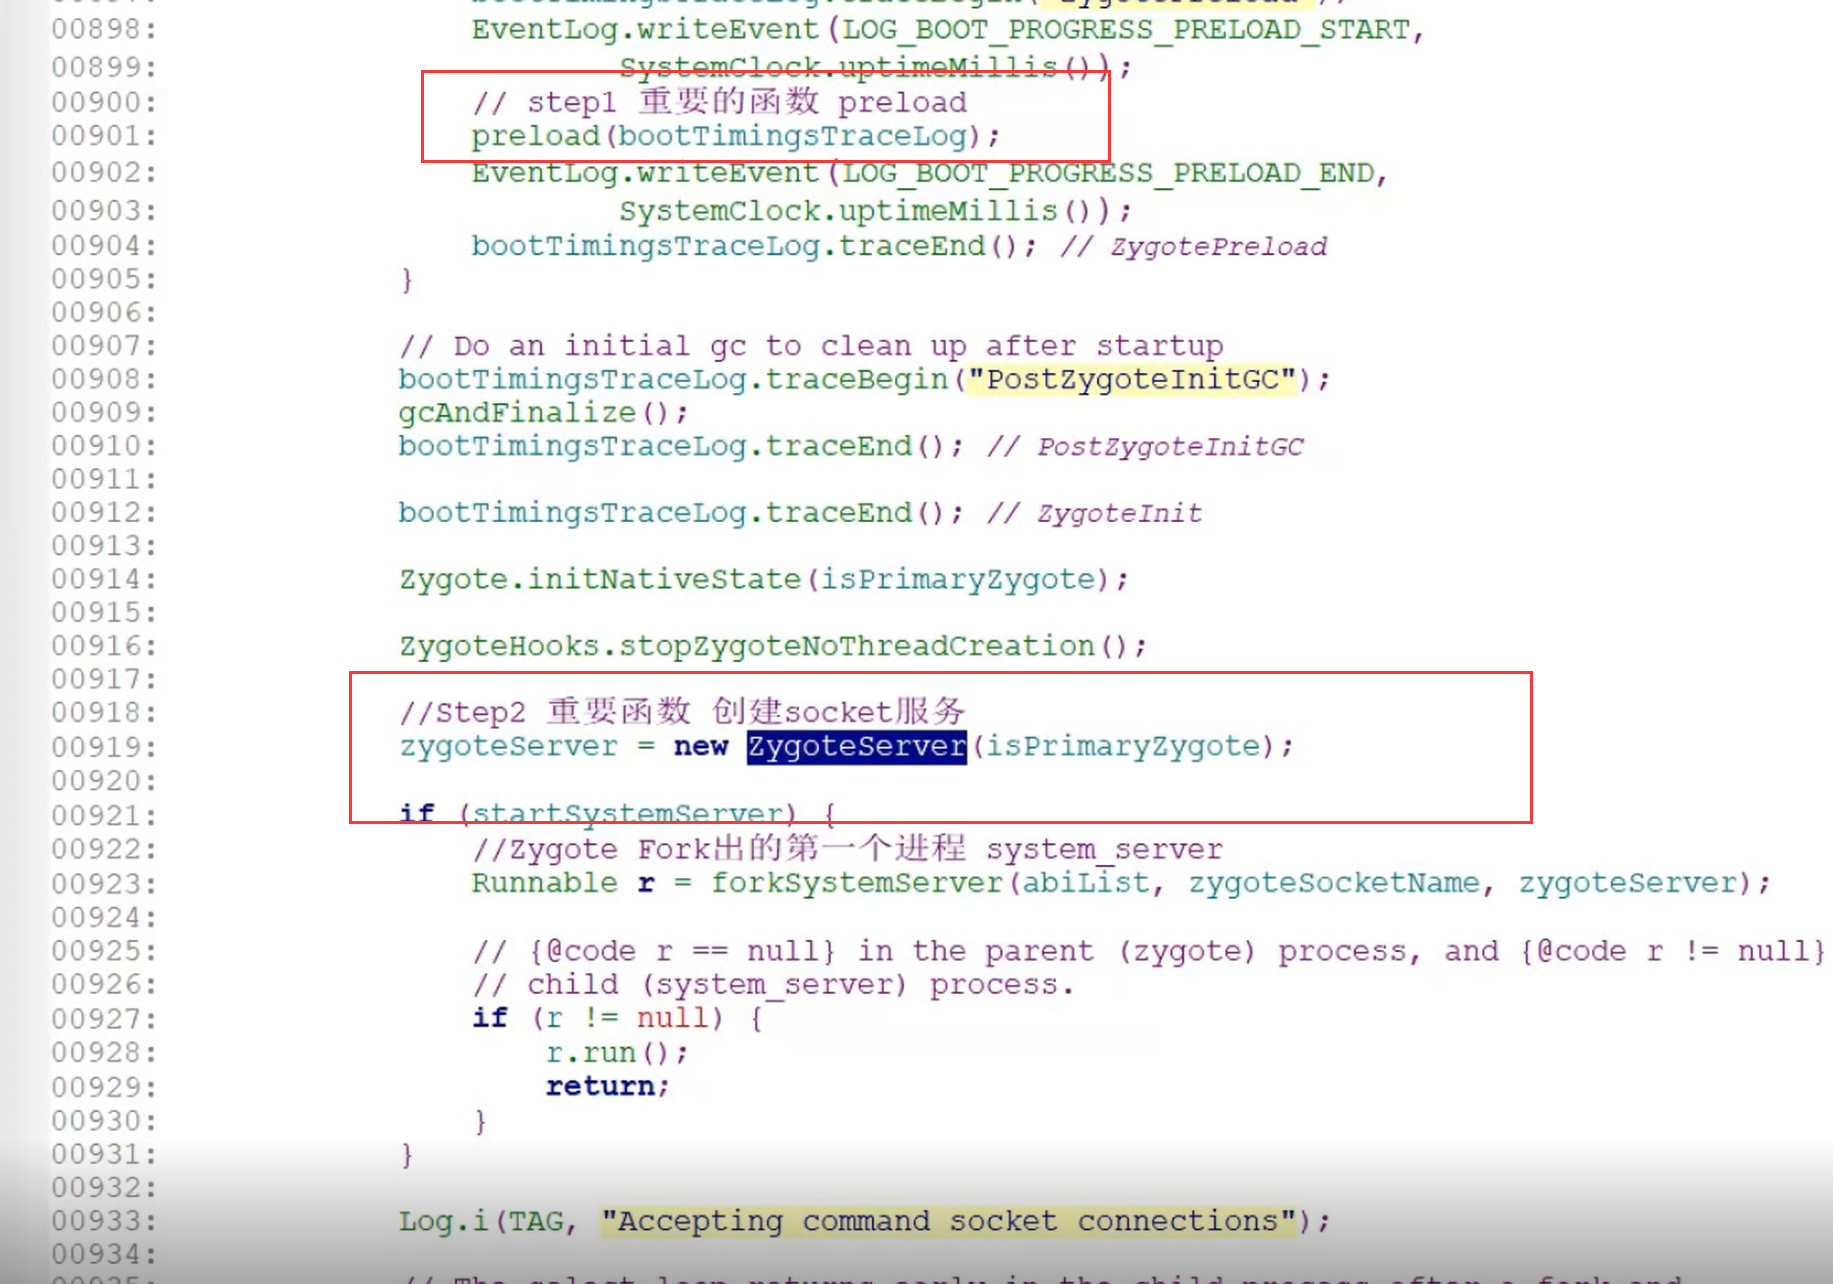 00898: EventLog.writeEvent(LOG_BOOT_PROGRESS_PRELOAD_START,
00899: SystemClock.uptimeMillis());
00900: // step1 重要的函数 preload
00901: preload(bootTimingsTraceLog);
00902: EventLog.writeEvent(LOG_BOOT_PROGRESS_PRELOAD_END,
00903: SystemClock.uptimeMillis());
00904: bootTimingsTraceLog.traceEnd(); // ZygotePreload
00905: }
00906:
00907: // Do an initial gc to clean up after startup
00908: bootTimingsTraceLog.traceBegin("PostZygoteInitGC");
00909: gcAndFinalize();
00910: bootTimingsTraceLog.traceEnd(); // PostZygoteInitGC
00911:
00912: bootTimingsTraceLog.traceEnd(); // ZygoteInit
00913:
00914: Zygote.initNativeState(isPrimaryZygote);
00915:
00916: ZygoteHooks.stopZygoteNoThreadCreation();
00917:
00918: //Step2 重要函数 创建socket服务
00919: zygoteServer = new ZygoteServer(isPrimaryZygote);
00920:
00921: if (startSystemServer) {
00922: //Zygote Fork出的第一个进程 system_server
00923: Runnable r = forkSystemServer(abiList, zygoteSocketName, zygoteServer);
00924:
00925: // {@code r == null} in the parent (zygote) process, and {@code r != null}
00926: // child (system_server) process.
00927: if (r != null) {
00928: r.run();
00929: return;
00930: }
00931: }
00932:
00933: Log.i(TAG, "Accepting command socket connections");
00934: